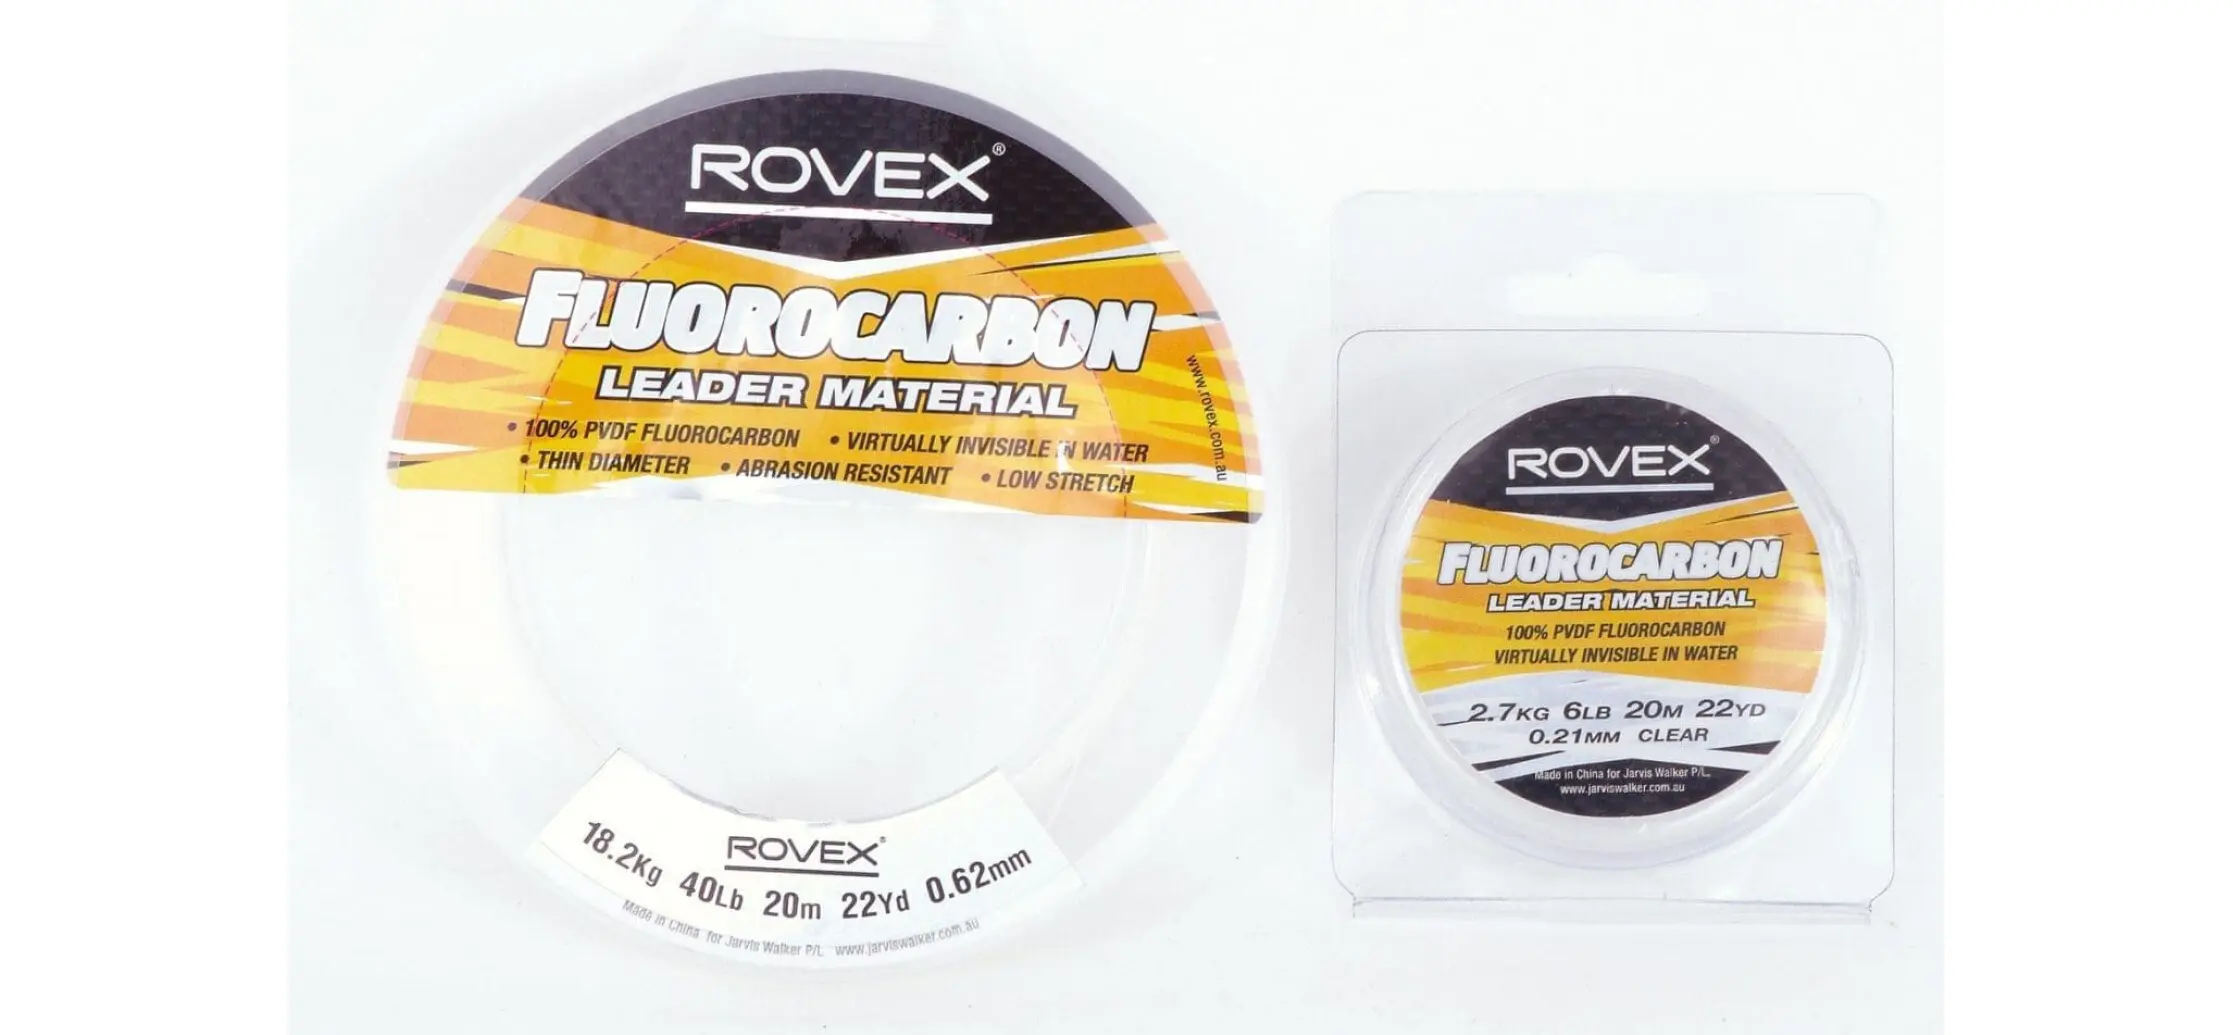 ROVEX®
FLUOROCARBON
LEADER MATERIAL
• 100% PVDF FLUOROCARBON • VIRTUALLY INVISIBLE IN WATER
• THIN DIAMETER • ABRASION RESISTANT • LOW STRETCH
www.rovex.com.au
ROVEX®
18.2Kg 40Lb 20m 22Yd 0.62mm
Made in China for Jarvis Walker P/L www.jarviswalker.com.au
ROVEX®
FLUOROCARBON
LEADER MATERIAL
100% PVDF FLUOROCARBON
VIRTUALLY INVISIBLE IN WATER
2.7KG 6LB 20M 22YD
0.21MM CLEAR
Made in China for Jarvis Walker P/L.
www.jarviswalker.com.au